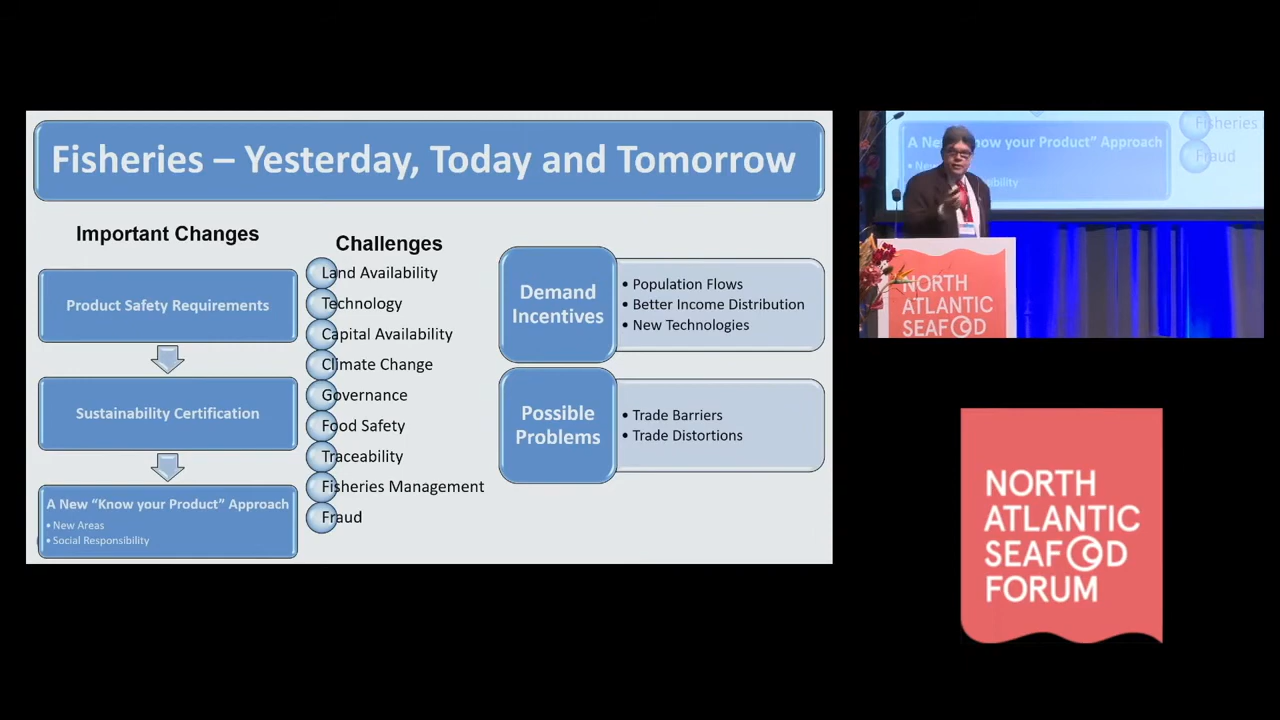 Fisheries – Yesterday, Today and Tomorrow
Important Changes
Product Safety Requirements
Sustainability Certification
A New “Know your Product” Approach
• New Areas
• Social Responsibility
Challenges
Land Availability
Technology
Capital Availability
Climate Change
Governance
Food Safety
Traceability
Fisheries Management
Fraud
Demand
Incentives
• Population Flows
• Better Income Distribution
• New Technologies
Possible
Problems
• Trade Barriers
• Trade Distortions
Fisheries
Fraud
NORTH
ATLANTIC
SEAFOOD
NORTH
ATLANTIC
SEAFOOD
FORUM